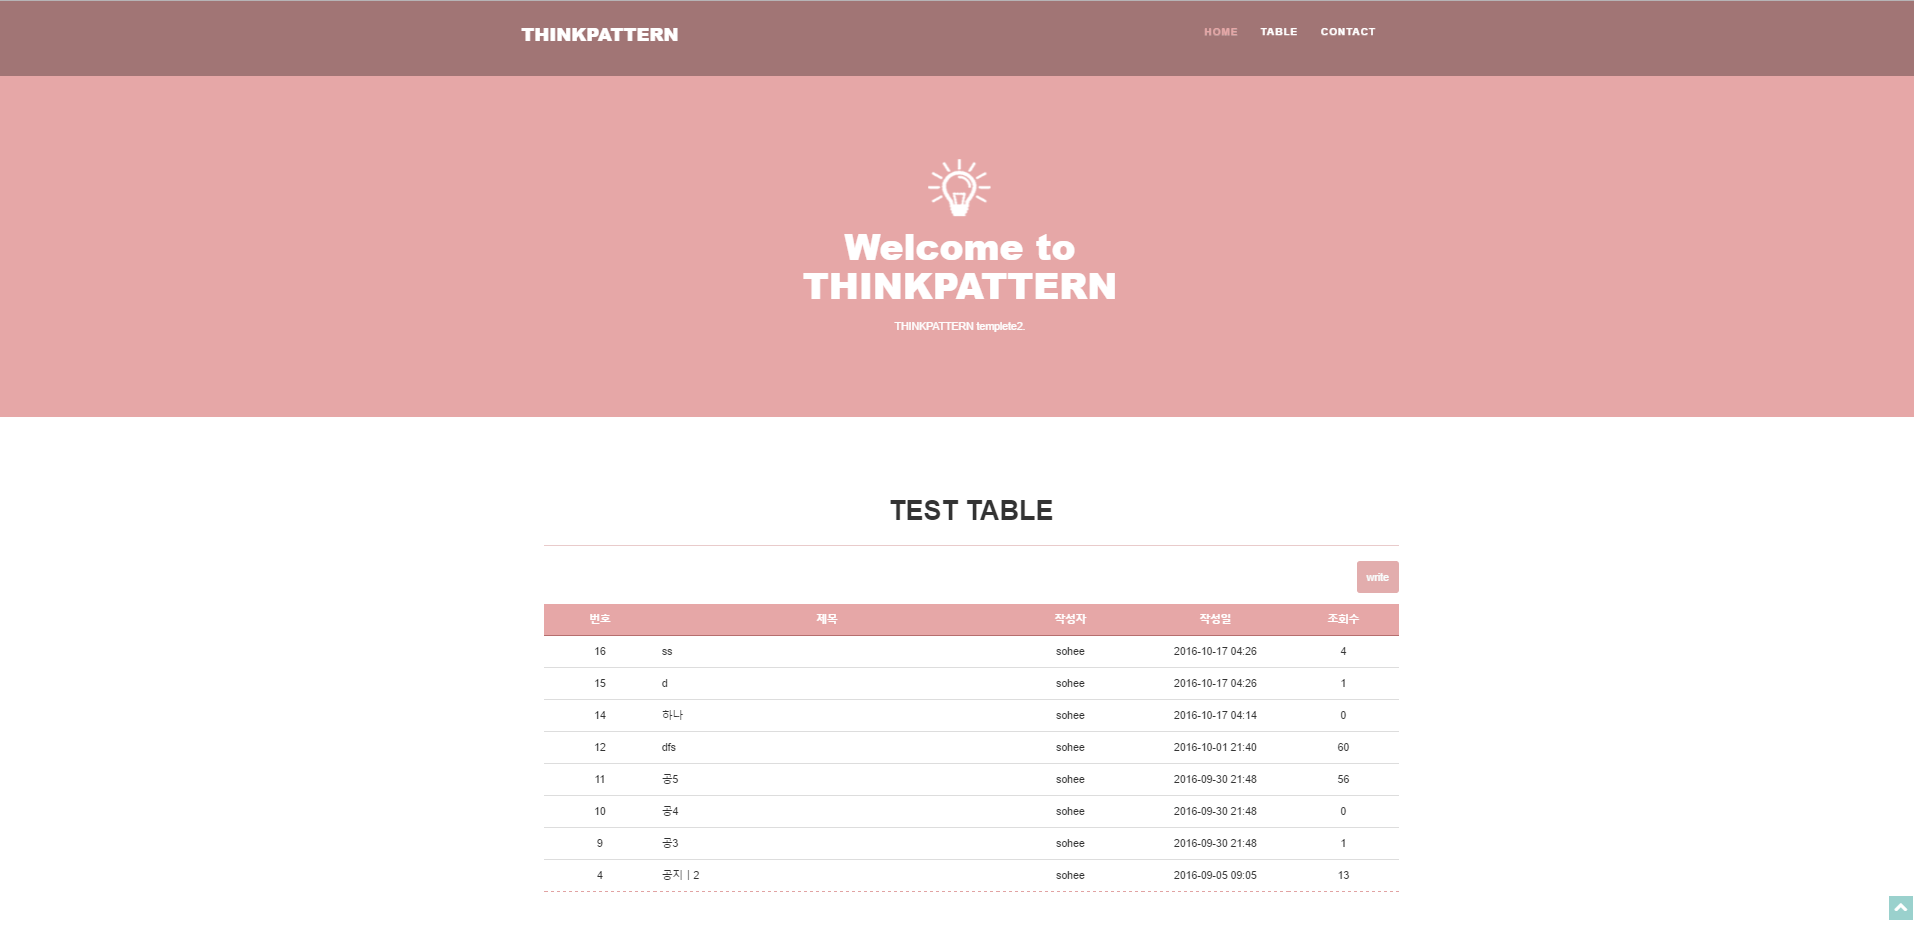 THINKPATTERN HOME TABLE CONTACT
Welcome to
THINKPATTERN
THINKPATTERN templete2.
TEST TABLE
write
번호 제목 작성자 작성일 조회수
16 ss sohee 2016-10-17 04:26 4
15 d sohee 2016-10-17 04:26 1
14 하나 sohee 2016-10-17 04:14 0
12 dfs sohee 2016-10-01 21:40 60
11 공5 sohee 2016-09-30 21:48 56
10 공4 sohee 2016-09-30 21:48 0
9 공3 sohee 2016-09-30 21:48 1
4 공지ㅣ2 sohee 2016-09-05 09:05 13